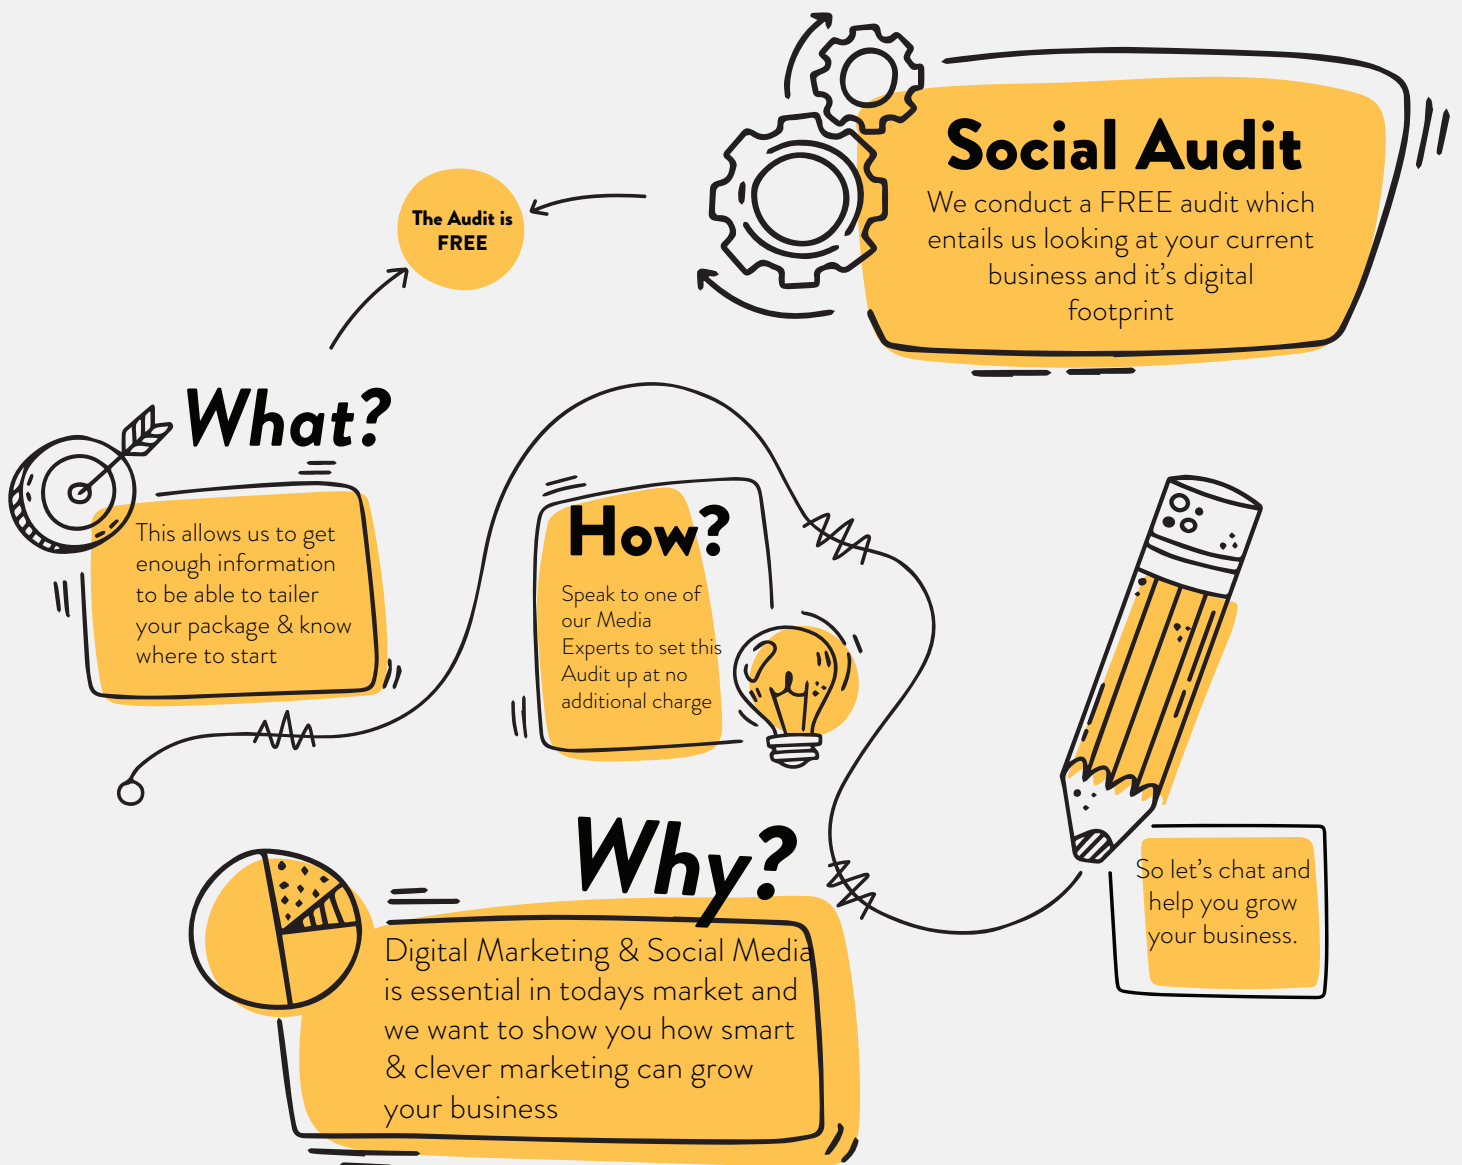 Social Audit
We conduct a FREE audit which
entails us looking at your current
business and it's digital
footprint
The Audit is
FREE
What?
This allows us to get
enough information
to be able to tailer
your package & know
where to start
How?
Speak to one of
our Media
Experts to set this
Audit up at no
additional charge
Why?
Digital Marketing & Social Media
is essential in todays market and
we want to show you how smart
& clever marketing can grow
your business
So let's chat and
help you grow
your business.